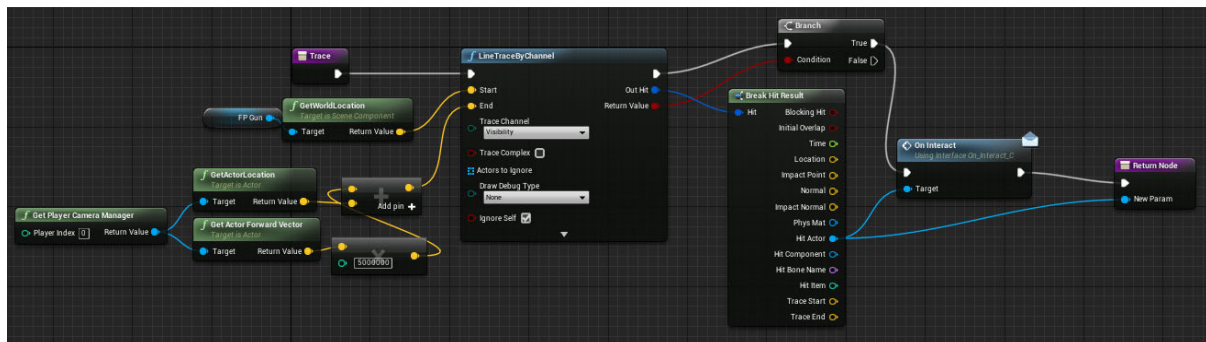 Trace
FP Gun
GetWorldLocation
Target is Scene Component
Target
Return Value
GetActorLocation
Target is Actor
Target
Return Value
Get Player Camera Manager
Player Index
0
Return Value
Get Actor Forward Vector
Target is Actor
Target
Return Value
Add pin
5000000
LineTraceByChannel
Start
Out Hit
End
Return Value
Trace Channel
Visibility
Trace Complex
Actors to Ignore
Draw Debug Type
None
Ignore Self
Branch
True
Condition
False
Break Hit Result
Hit
Blocking Hit
Initial Overlap
Time
Location
Impact Point
Normal
Impact Normal
Phys Mat
Hit Actor
Hit Component
Hit Bone Name
Hit Item
Trace Start
Trace End
On Interact
Using Interface On_Interact_C
Target
Return Node
New Param